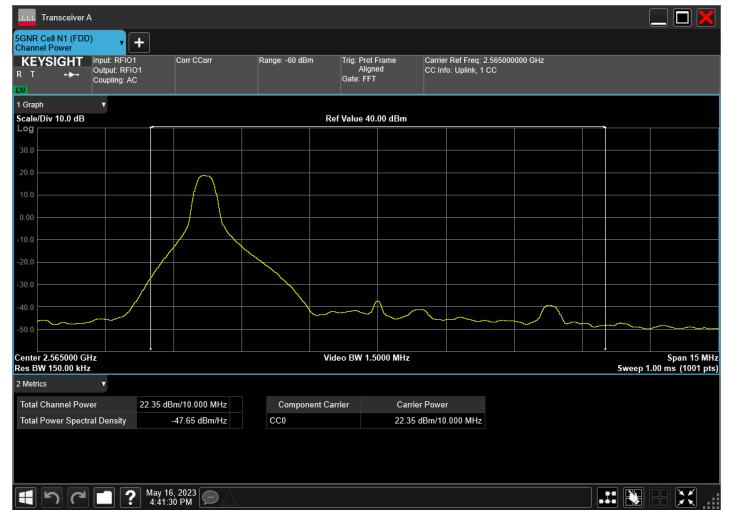 Transceiver A
5GNR Cell N1 (FDD)
Channel Power
KEYSIGHT
R T
LXI
Input: RFIO1
Output: RFIO1
Coupling: AC
Corr CCorr
Range: -60 dBm
Trig: Prot Frame
Aligned
Gate: FFT
Carrier Ref Freq: 2.565000000 GHz
CC Info: Uplink, 1 CC
1 Graph
Scale/Div 10.0 dB
Ref Value 40.00 dBm
Log
30.0
20.0
10.0
0.00
-10.0
-20.0
-30.0
-40.0
-50.0
Center 2.565000 GHz
Video BW 1.5000 MHz
Span 15 MHz
Res BW 150.00 kHz
Sweep 1.00 ms (1001 pts)
2 Metrics
Total Channel Power 22.35 dBm/10.000 MHz
Total Power Spectral Density -47.65 dBm/Hz
Component Carrier Carrier Power
CC0 22.35 dBm/10.000 MHz
?
May 16, 2023
4:41:30 PM